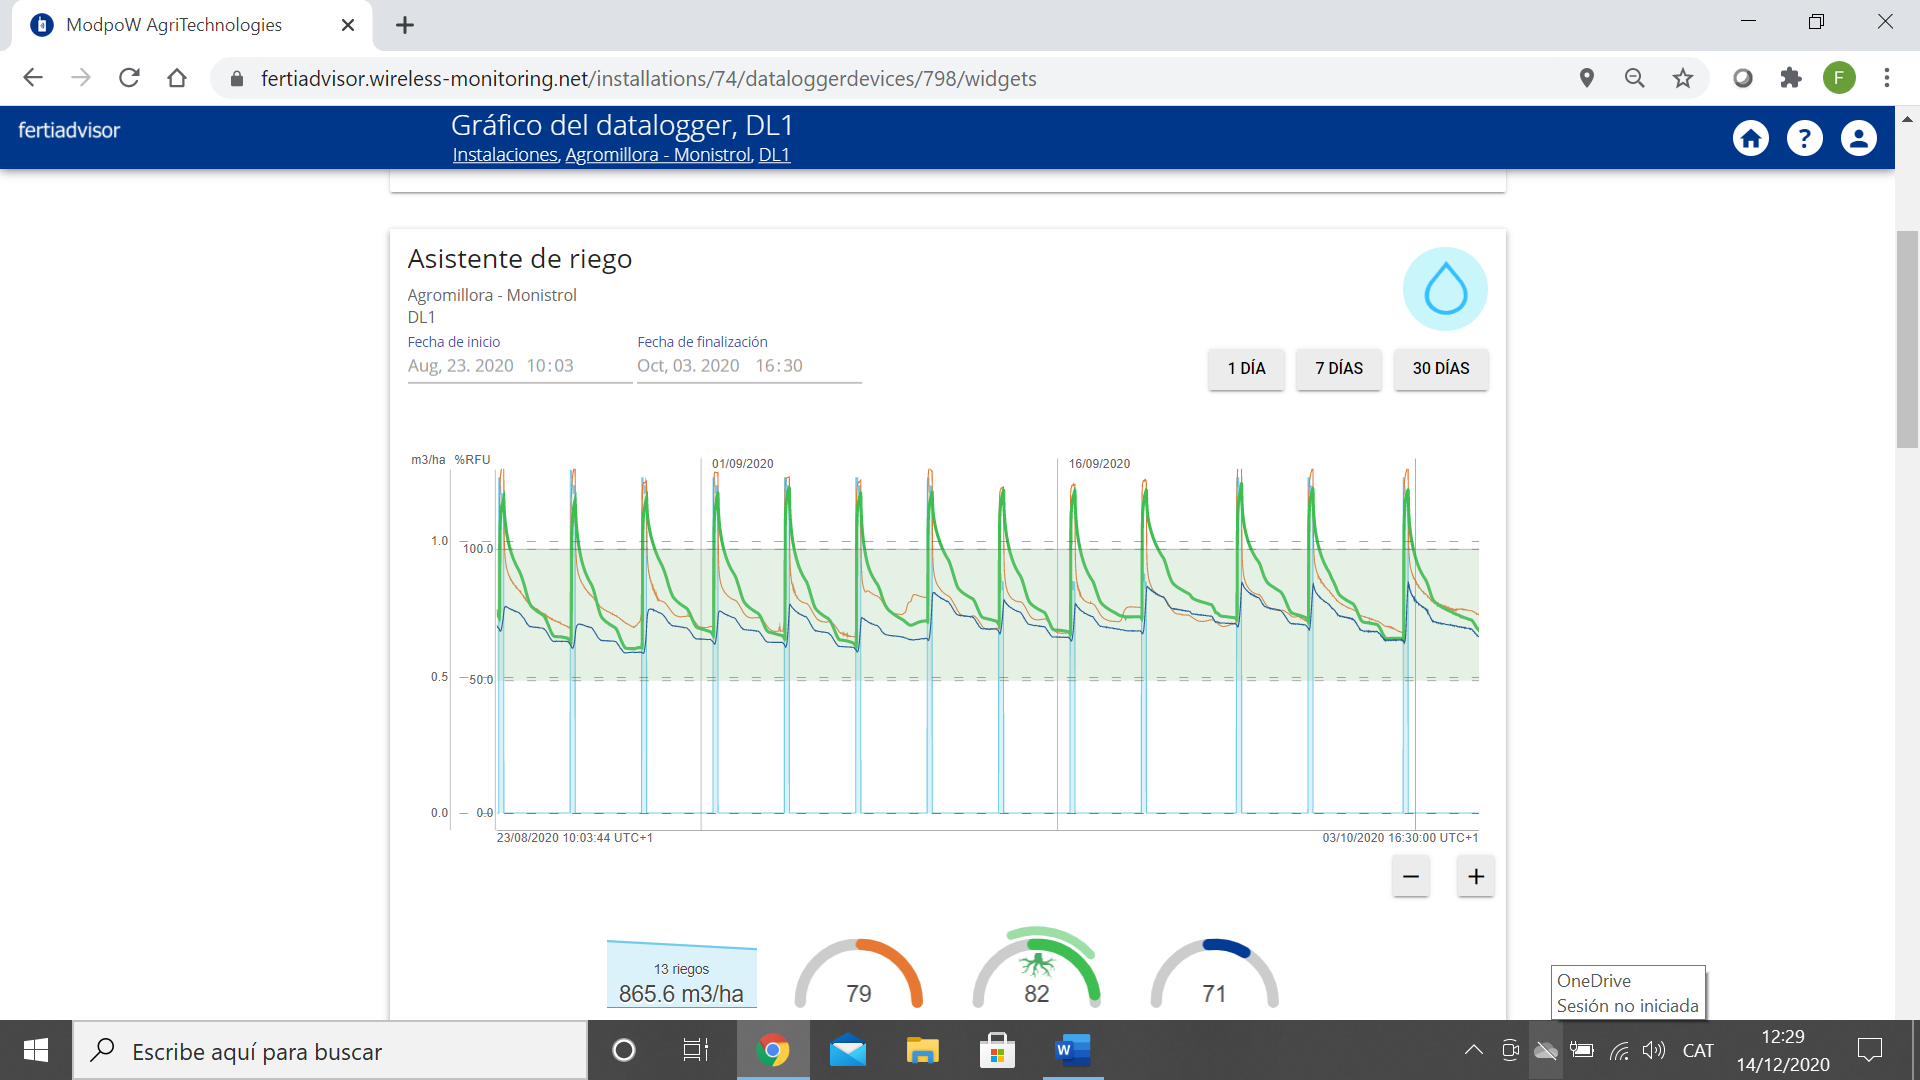 ModpoW AgriTechnologies
fertiadvisor.wireless-monitoring.net/installations/74/dataloggerdevices/798/widgets
F
fertiadvisor
Gráfico del datalogger, DL1
Instalaciones, Agromillora - Monistrol, DL1
?
Asistente de riego
Agromillora - Monistrol
DL1
Fecha de inicio
Fecha de finalización
Aug, 23. 2020 10:03
Oct, 03. 2020 16:30
1 DÍA
7 DÍAS
30 DÍAS
m3/ha %RFU
01/09/2020
16/09/2020
1.0
100.0
0.5
50.0
0.0
0.0
23/08/2020 10:03:44 UTC+1
03/10/2020 16:30:00 UTC+1
13 riegos
865.6 m3/ha
79
82
71
OneDrive
Sesión no iniciada
Escribe aquí para buscar
W
CAT
12:29
14/12/2020